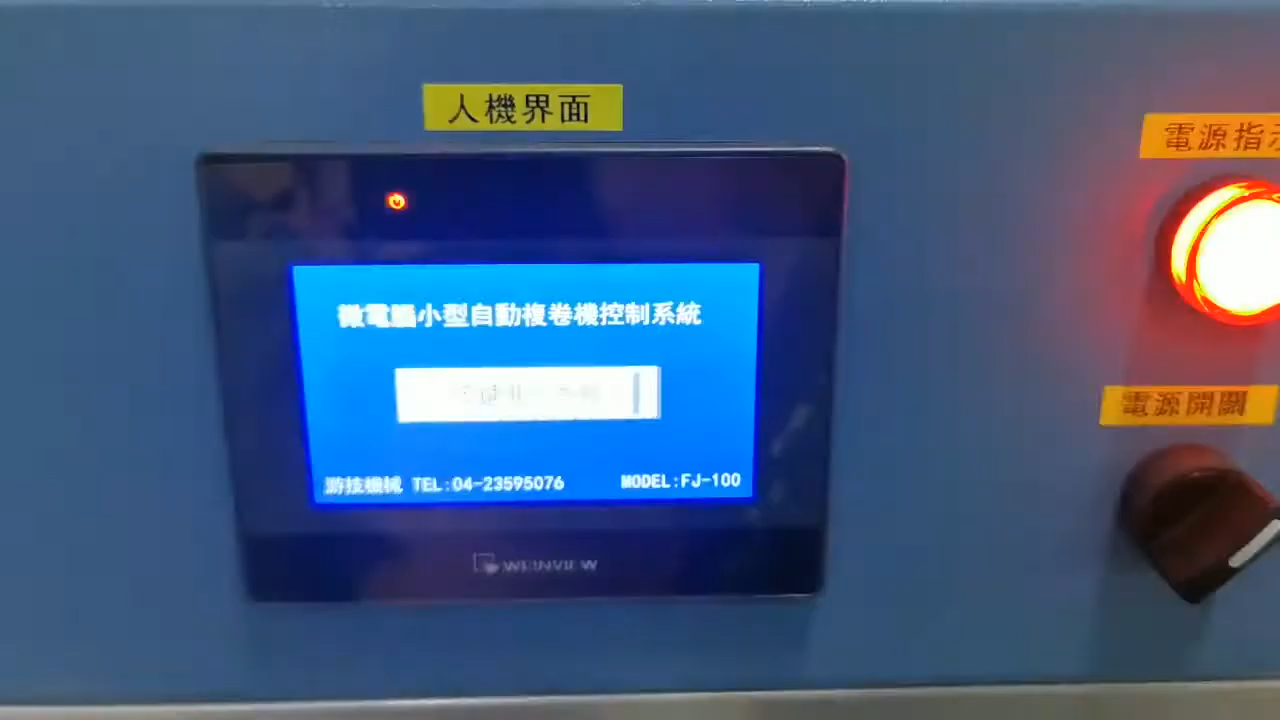 人機界面
電源指示
微電腦小型自動複卷機控制系統
電源開關
游技機械 TEL:04-23595076 MODEL:FJ-100
WEINVIEW